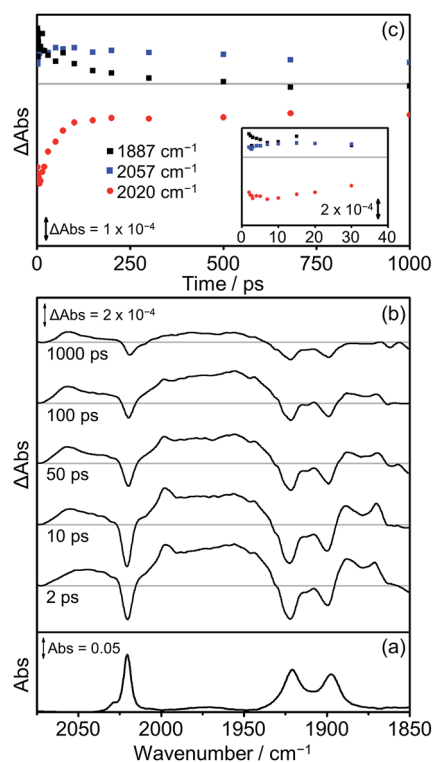 (c)
ΔAbs
1887 cm⁻¹
2057 cm⁻¹
2020 cm⁻¹
ΔAbs = 1 x 10⁻⁴
2 x 10⁻⁴
0 10 20 30 40
0 250 500 750 1000
Time / ps
(b)
ΔAbs = 2 x 10⁻⁴
1000 ps
100 ps
50 ps
10 ps
2 ps
ΔAbs
(a)
Abs = 0.05
Abs
2050 2000 1950 1900 1850
Wavenumber / cm⁻¹